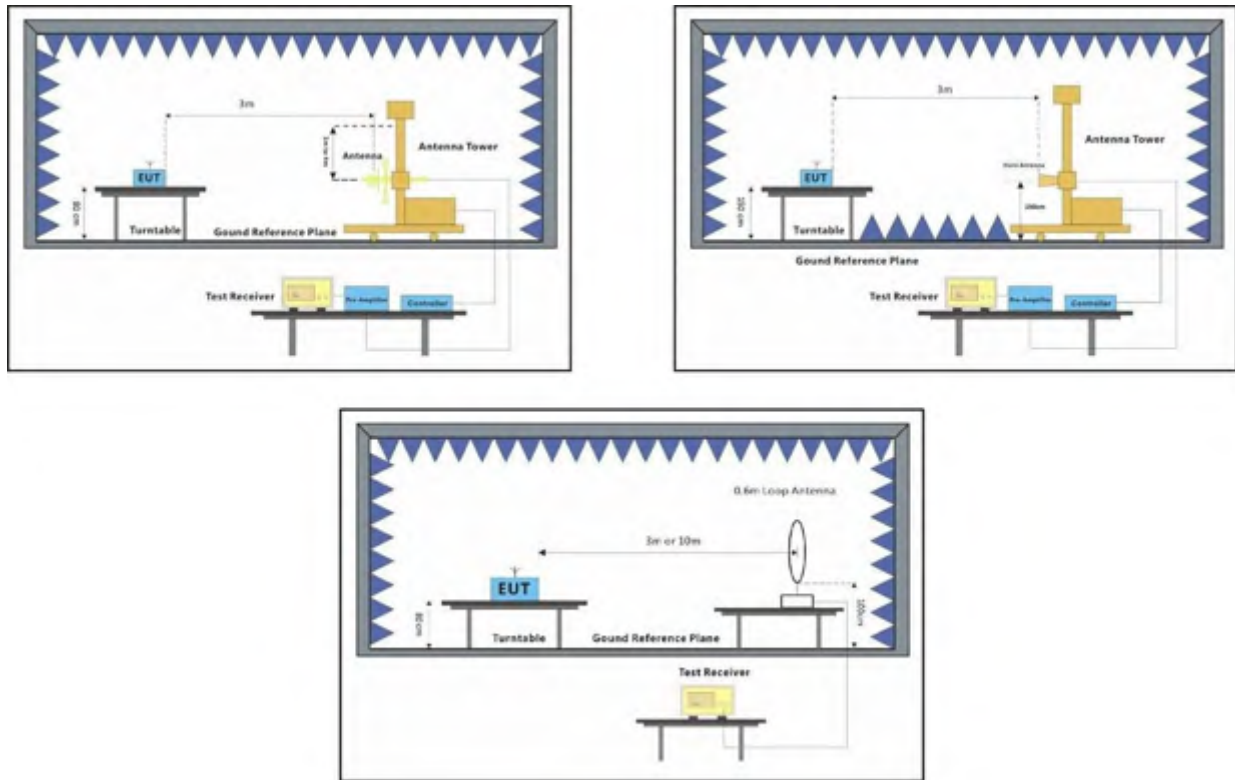 3m
Antenna
Antenna Tower
EUT
80 cm
Turntable
Gound Reference Plane
Test Receiver
Pre-Amplifier
Controller
3m
Antenna Tower
Horn Antenna
EUT
150 cm
Turntable
Gound Reference Plane
Test Receiver
Pre-Amplifier
Controller
0.6m Loop Antenna
3m or 10m
EUT
80cm
100cm
Turntable
Gound Reference Plane
Test Receiver